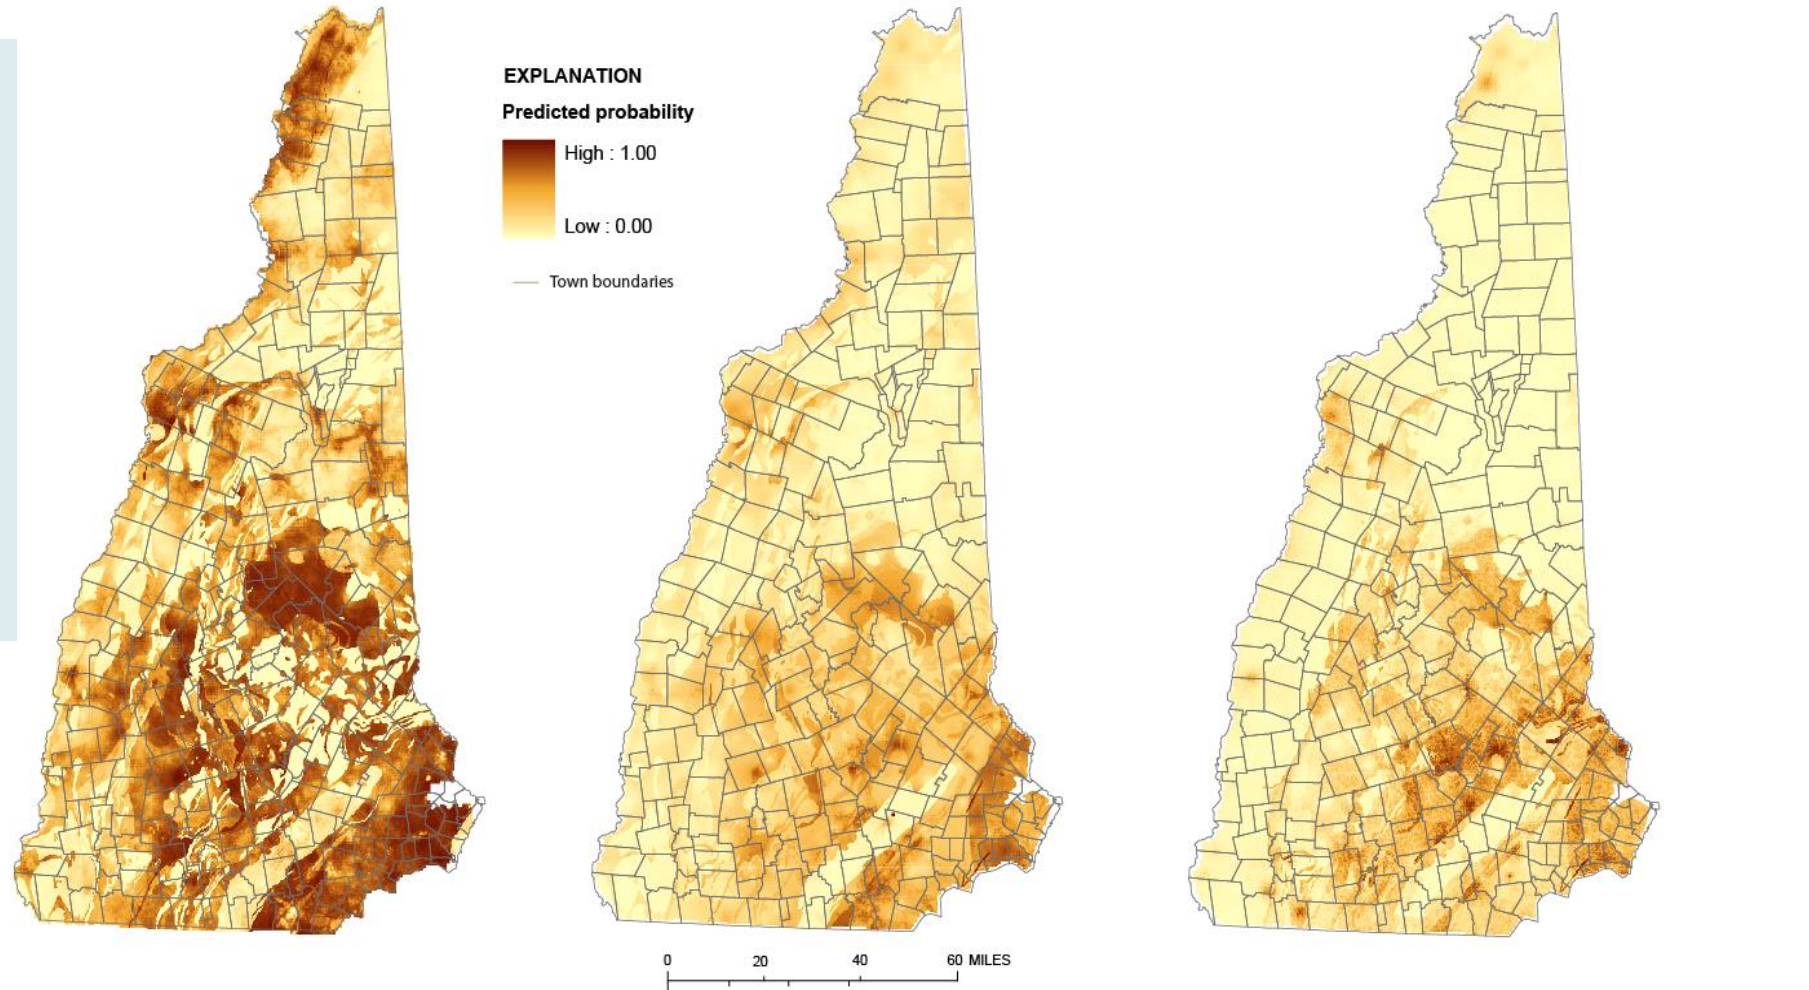 EXPLANATION
Predicted probability
High : 1.00
Low : 0.00
Town boundaries
0 20 40 60 MILES